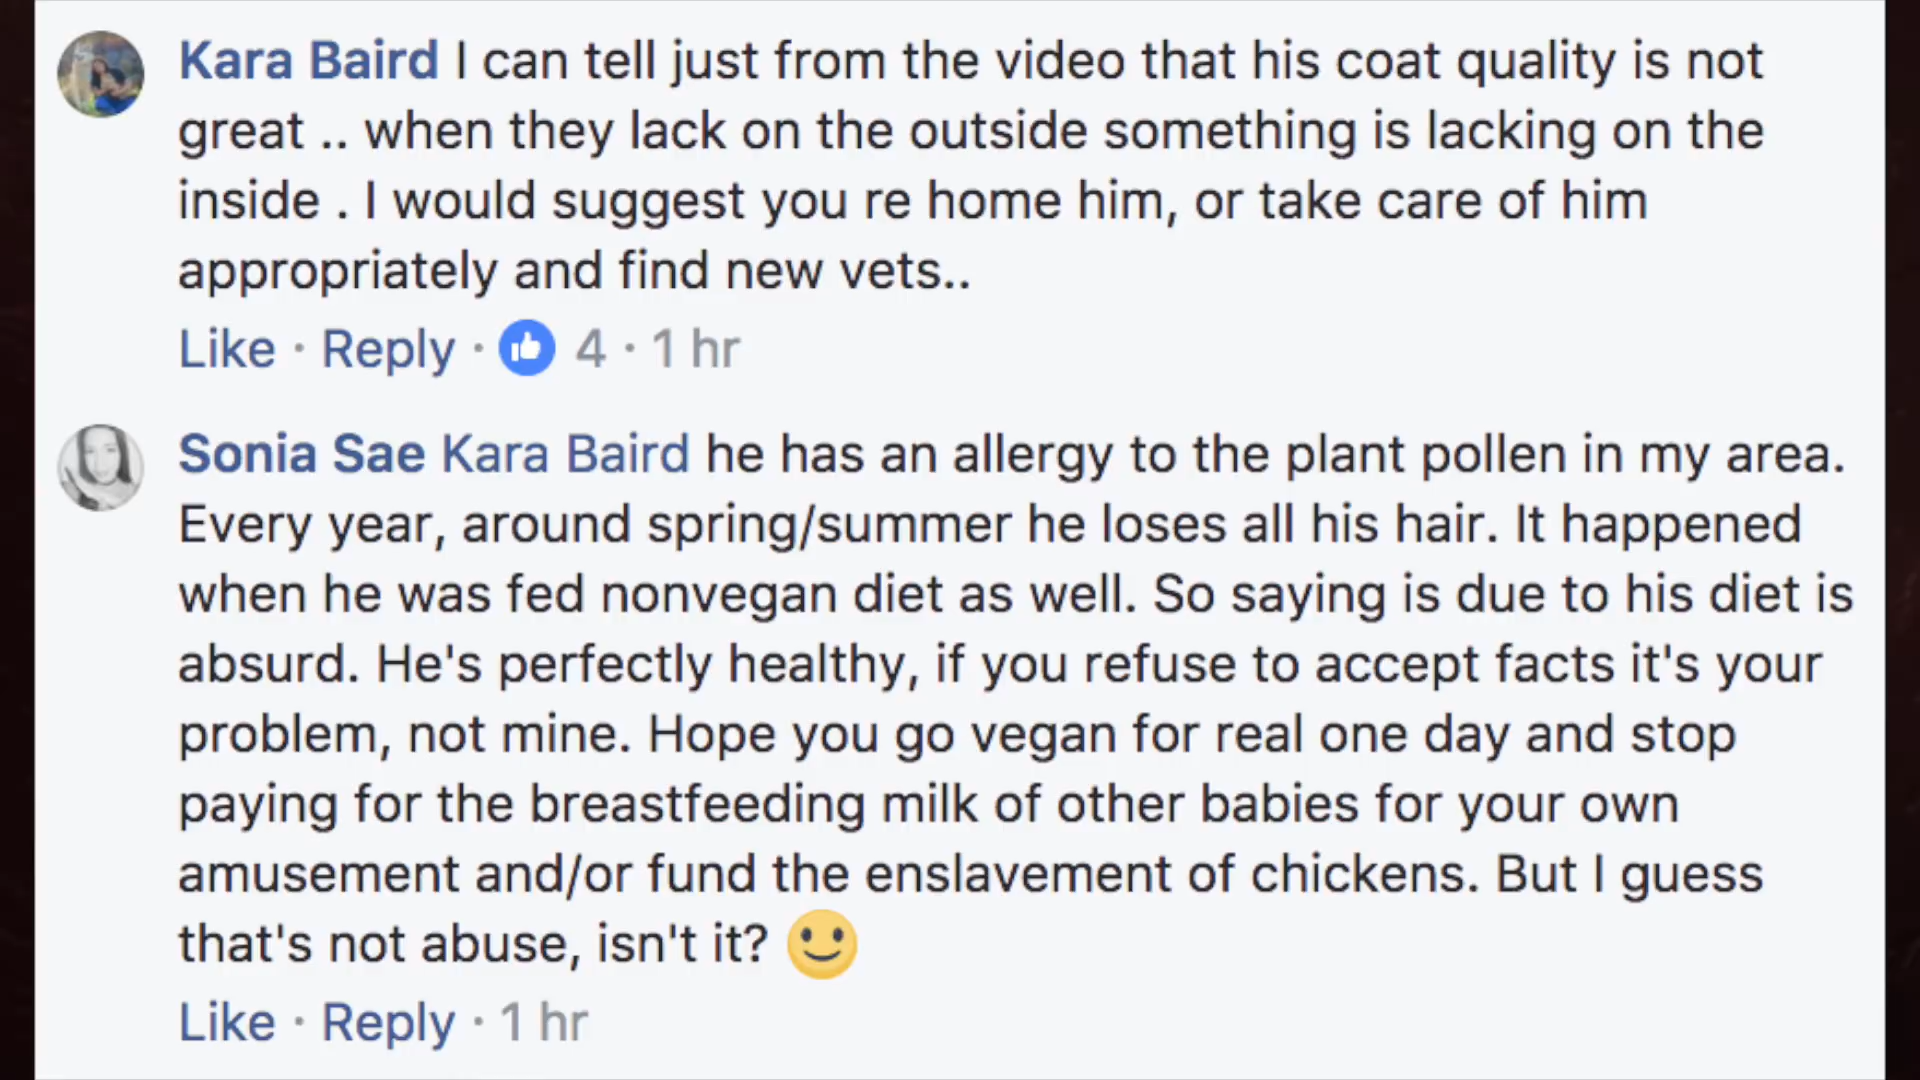 Kara Baird I can tell just from the video that his coat quality is not
great .. when they lack on the outside something is lacking on the
inside . I would suggest you re home him, or take care of him
appropriately and find new vets..
Like · Reply · 4 · 1 hr
Sonia Sae Kara Baird he has an allergy to the plant pollen in my area.
Every year, around spring/summer he loses all his hair. It happened
when he was fed nonvegan diet as well. So saying is due to his diet is
absurd. He's perfectly healthy, if you refuse to accept facts it's your
problem, not mine. Hope you go vegan for real one day and stop
paying for the breastfeeding milk of other babies for your own
amusement and/or fund the enslavement of chickens. But I guess
that's not abuse, isn't it? 🙂
Like · Reply · 1 hr